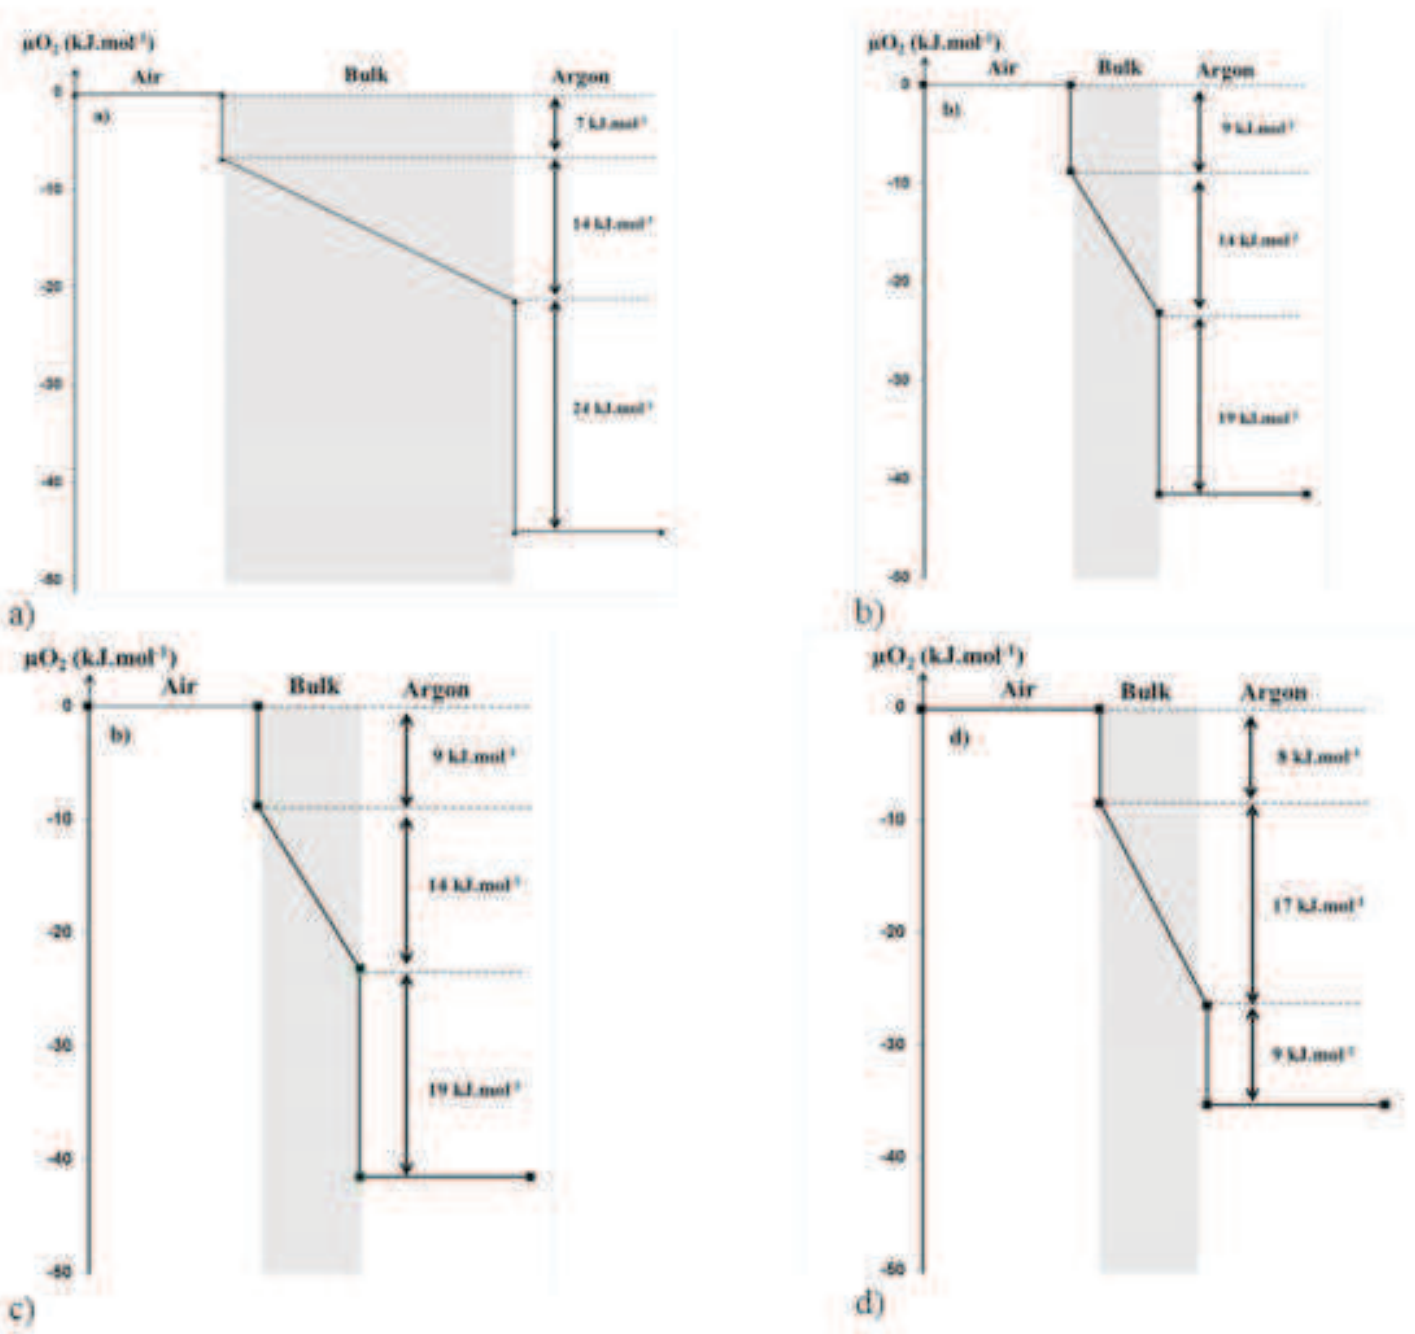 μO₂ (kJ.mol⁻¹)
Air Bulk Argon
0
a)
7 kJ.mol⁻¹
-10
14 kJ.mol⁻¹
-20
-30
24 kJ.mol⁻¹
-40
-50
a)
μO₂ (kJ.mol⁻¹)
Air Bulk Argon
0
b)
9 kJ.mol⁻¹
-10
14 kJ.mol⁻¹
-20
-30
19 kJ.mol⁻¹
-40
-50
b)
μO₂ (kJ.mol⁻¹)
Air Bulk Argon
0
b)
9 kJ.mol⁻¹
-10
14 kJ.mol⁻¹
-20
-30
19 kJ.mol⁻¹
-40
-50
c)
μO₂ (kJ.mol⁻¹)
Air Bulk Argon
0
d)
8 kJ.mol⁻¹
-10
17 kJ.mol⁻¹
-20
-30
9 kJ.mol⁻¹
-40
-50
d)